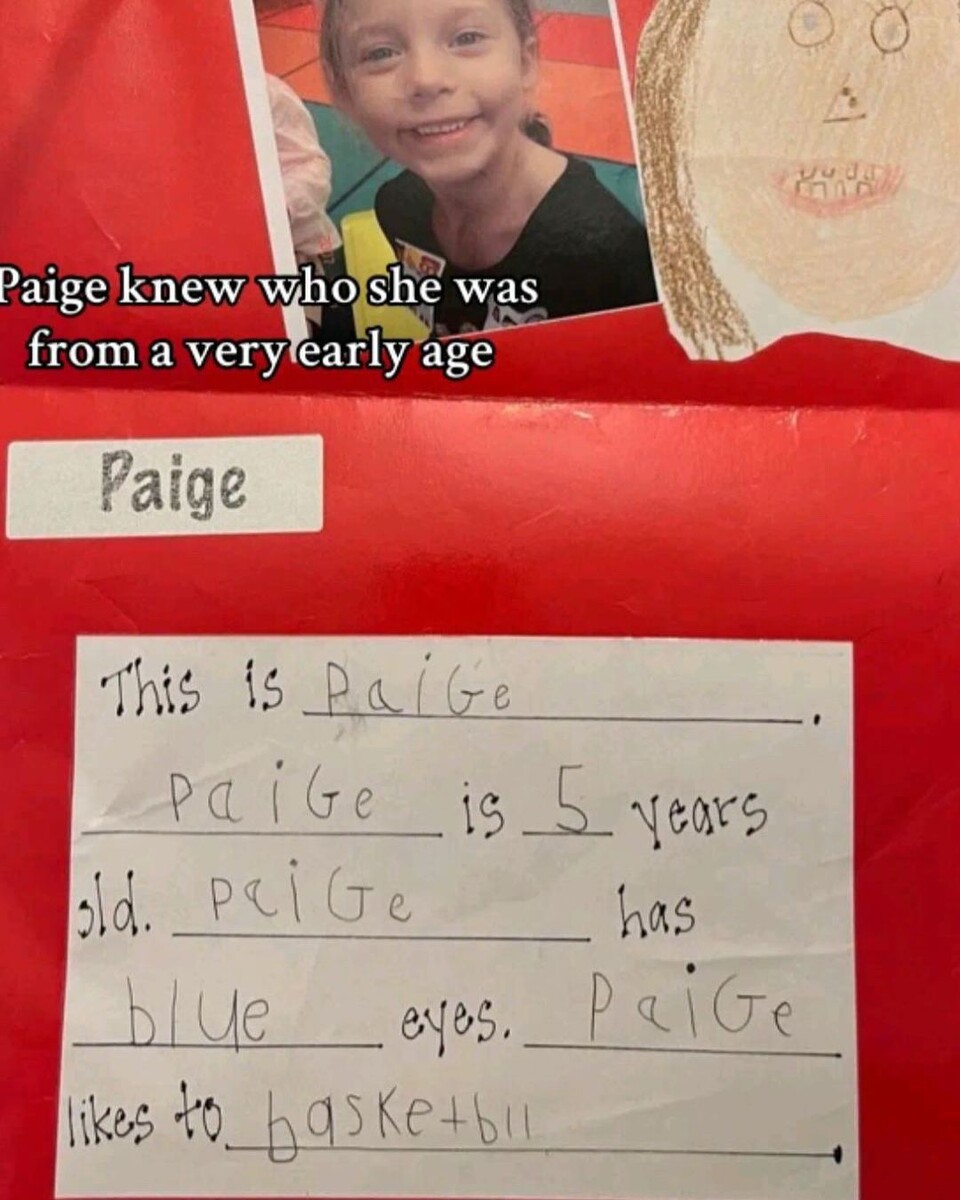 Paige knew who she was
from a very early age
Paige
This is PaiGe.
PaiGe is 5 years
old. PaiGe has
blue eyes. PaiGe
likes to basketbll.